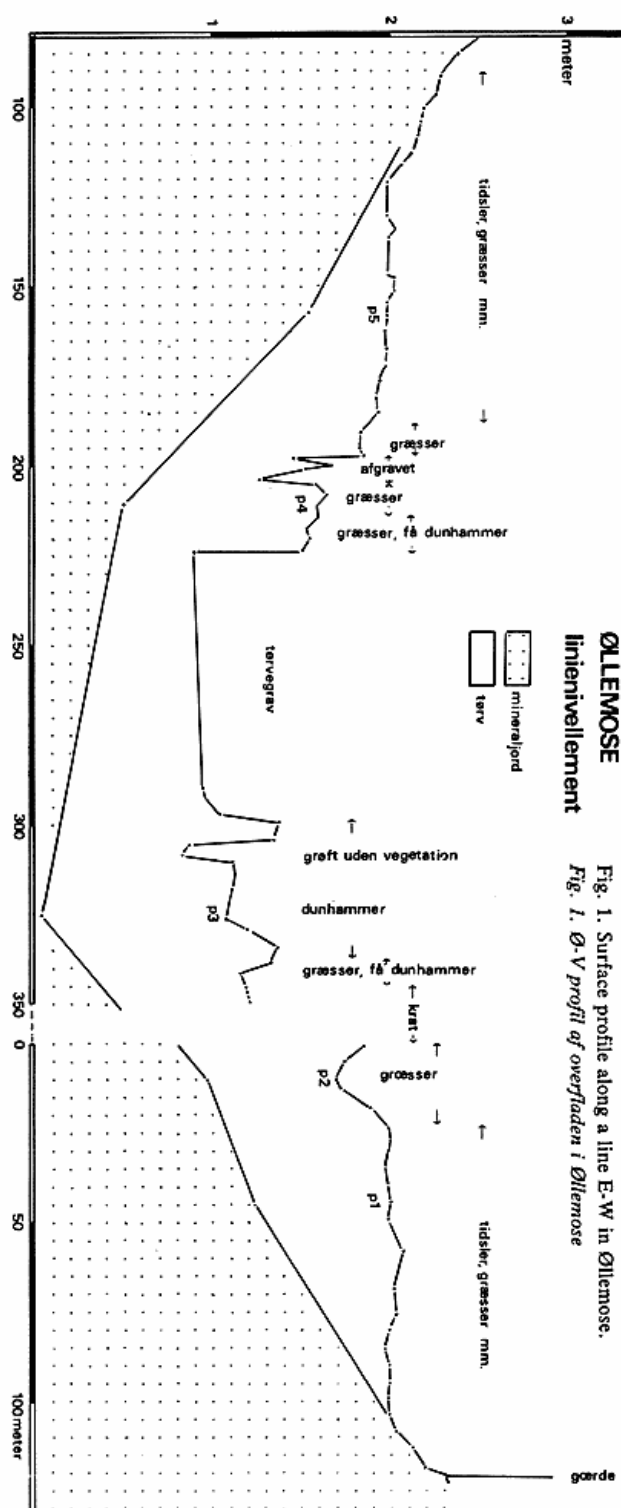 ØLLEMOSE
linienivellement
mineraljord
tørv
Fig. 1. Surface profile along a line E-W in Øllemose.
Fig. 1. Ø-V profil af overfladen i Øllemose
1
2
3
meter
tidsler, græsser mm.
p5
græsser
afgravet
græsser
p4
græsser, få dunhammer
tørvegrav
grøft uden vegetation
dunhammer
p3
græsser, få dunhammer
krat
græsser
p2
p1
tidsler, græsser mm.
gærde
100
150
200
250
300
350
0
50
100 meter